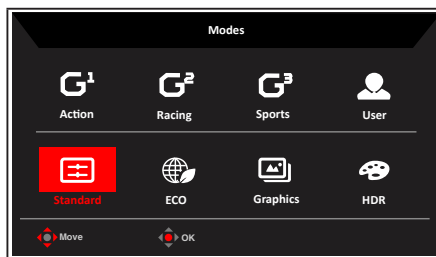 Modes
G¹ G² G³
Action Racing Sports User
Standard ECO Graphics HDR
Move OK